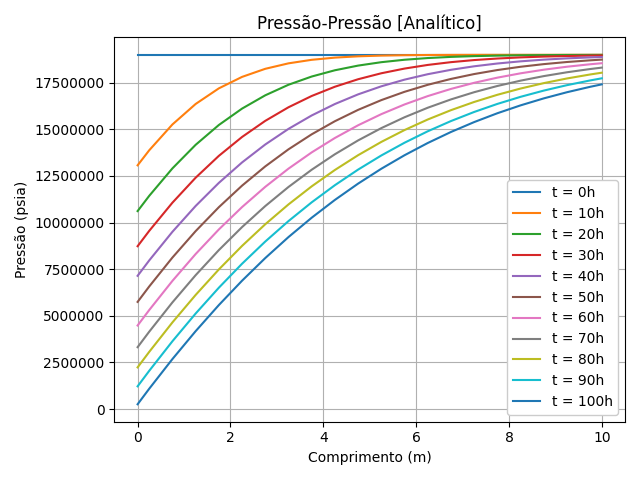 Pressão-Pressão [Analítico]
Pressão (psia)
17500000
15000000
12500000
10000000
7500000
5000000
2500000
0
0 2 4 6 8 10
Comprimento (m)
t = 0h
t = 10h
t = 20h
t = 30h
t = 40h
t = 50h
t = 60h
t = 70h
t = 80h
t = 90h
t = 100h